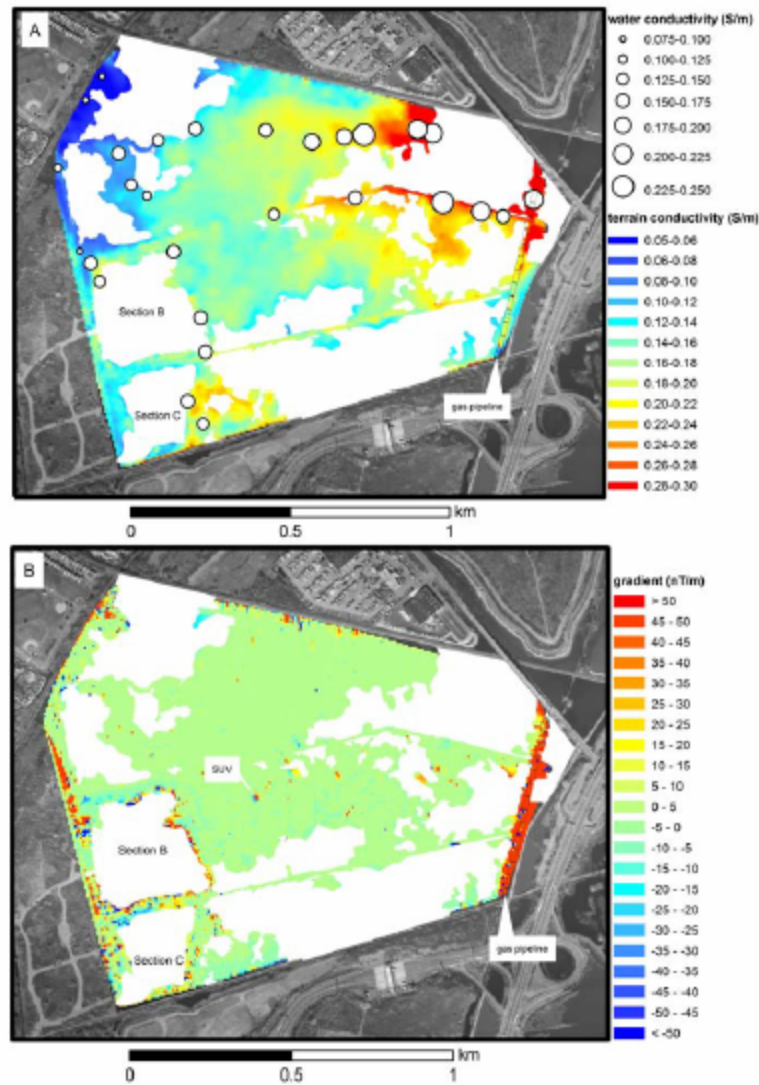 A
water conductivity (S/m)
0.075-0.100
0.100-0.125
0.125-0.150
0.150-0.175
0.175-0.200
0.200-0.225
0.225-0.250
terrain conductivity (S/m)
0.05-0.06
0.06-0.08
0.08-0.10
0.10-0.12
0.12-0.14
0.14-0.16
0.16-0.18
0.18-0.20
0.20-0.22
0.22-0.24
0.24-0.26
0.26-0.28
0.28-0.30
Section B
Section C
gas pipeline
km
0
0.5
1
B
gradient (nT/m)
> 50
45 - 50
40 - 45
35 - 40
30 - 35
25 - 30
20 - 25
15 - 20
10 - 15
5 - 10
0 - 5
-5 - 0
-10 - -5
-15 - -10
-20 - -15
-25 - -20
-30 - -25
-35 - -30
-40 - -35
-45 - -40
-50 - -45
< -50
SUV
Section B
Section C
gas pipeline
km
0
0.5
1